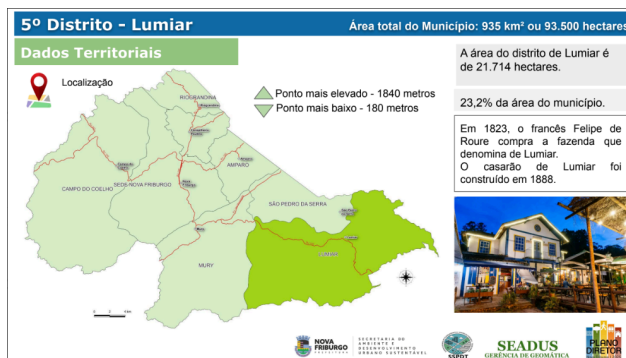 5º Distrito - Lumiar
Área total do Município: 935 km² ou 93.500 hectares
Dados Territoriais
Localização
Ponto mais elevado - 1840 metros
Ponto mais baixo - 180 metros
A área do distrito de Lumiar é
de 21.714 hectares.
23,2% da área do município.
Em 1823, o francês Felipe de
Roure compra a fazenda que
denomina de Lumiar.
O casarão de Lumiar foi
construído em 1888.
RIOGRANDINA
AMPARO
CAMPO DO COELHO
SEDE-NOVA FRIBURGO
SÃO PEDRO DA SERRA
LUMIAR
MURY
NOVA
FRIBURGO
PREFEITURA
SECRETARIA DO
AMBIENTE E
DESENVOLVIMENTO
URBANO SUSTENTÁVEL
SSPDT
SEADUS
GERÊNCIA DE GEOMÁTICA
PLANO
DIRETOR